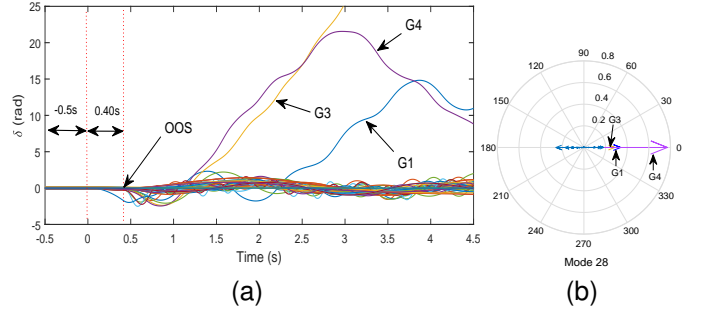 25
20
15
10
5
0
-5
δ (rad)
-0.5s
0.40s
OOS
G4
G3
G1
-0.5
0
0.5
1
1.5
2
2.5
3
3.5
4
4.5
Time (s)
(a)
90
0.8
120
60
0.6
150
0.4
30
0.2
G3
180
0
G1
G4
210
330
240
300
270
Mode 28
(b)